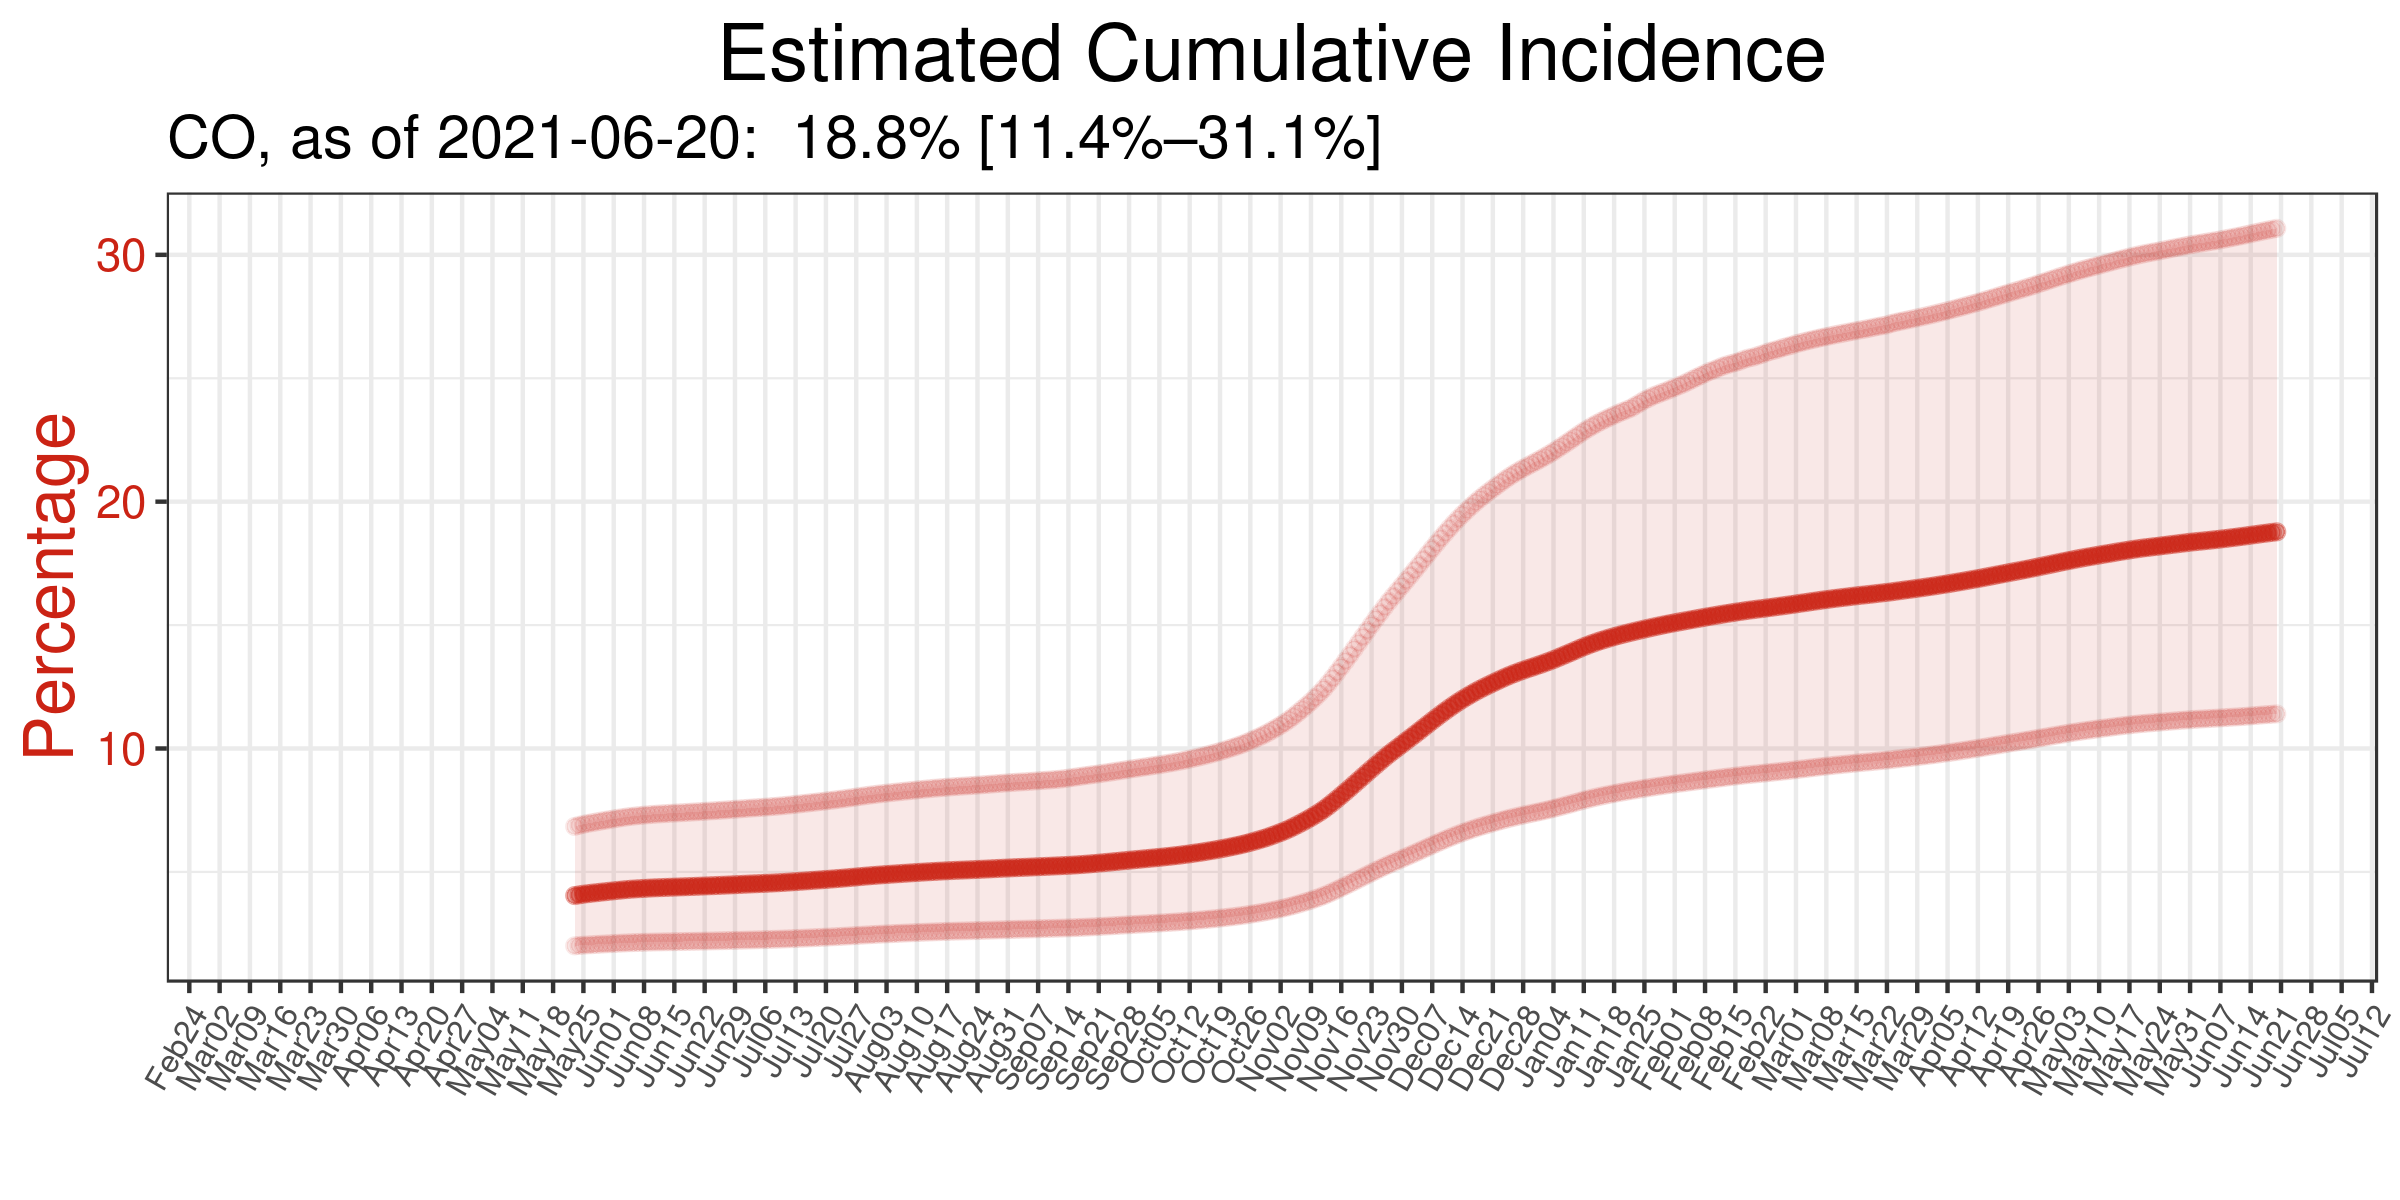 Estimated Cumulative Incidence
CO, as of 2021-06-20:  18.8% [11.4%–31.1%]
Percentage
30
20
10
Feb24 Mar02 Mar09 Mar16 Mar23 Mar30 Apr06 Apr13 Apr20 Apr27 May04 May11 May18 May25 Jun01 Jun08 Jun15 Jun22 Jun29 Jul06 Jul13 Jul20 Jul27 Aug03 Aug10 Aug17 Aug24 Aug31 Sep07 Sep14 Sep21 Sep28 Oct05 Oct12 Oct19 Oct26 Nov02 Nov09 Nov16 Nov23 Nov30 Dec07 Dec14 Dec21 Dec28 Jan04 Jan11 Jan18 Jan25 Feb01 Feb08 Feb15 Feb22 Mar01 Mar08 Mar15 Mar22 Mar29 Apr05 Apr12 Apr19 Apr26 May03 May10 May17 May24 May31 Jun07 Jun14 Jun21 Jun28 Jul05 Jul12